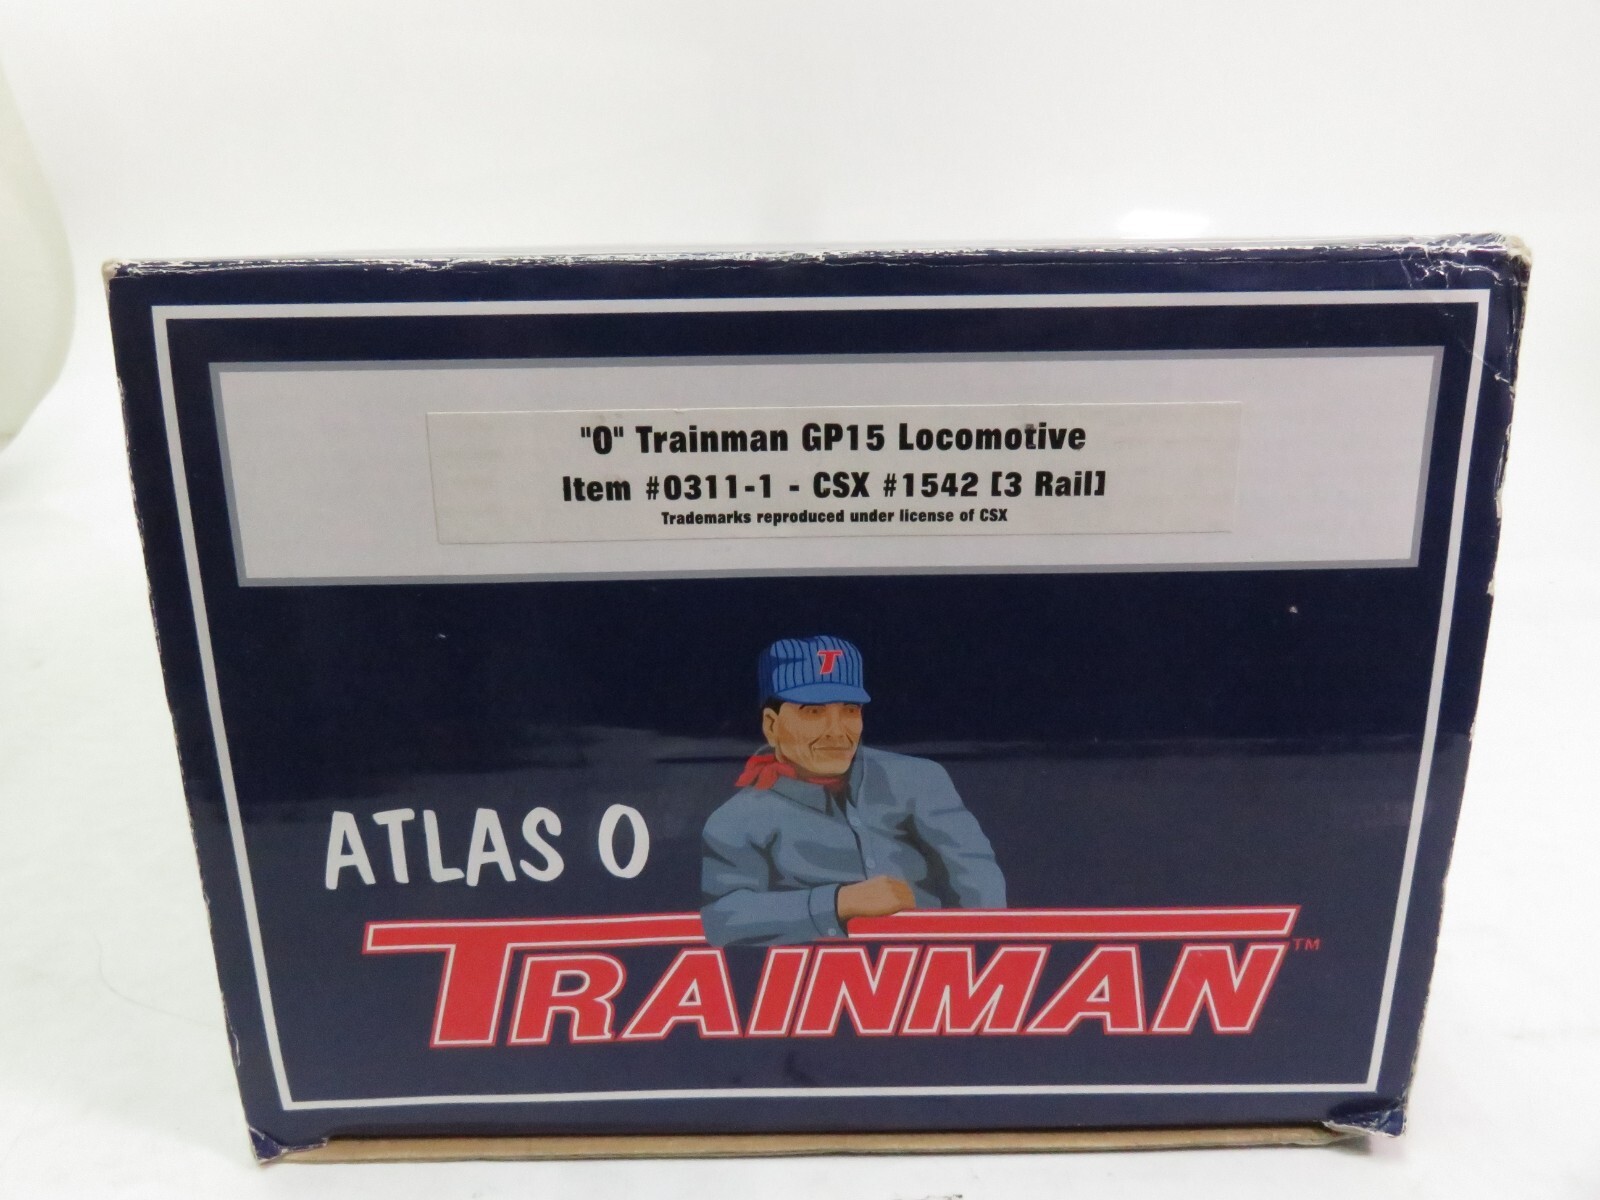 "O" Trainman GP15 Locomotive
Item #0311-1 - CSX #1542 [3 Rail]
Trademarks reproduced under license of CSX
T
ATLAS O
TRAINMAN™